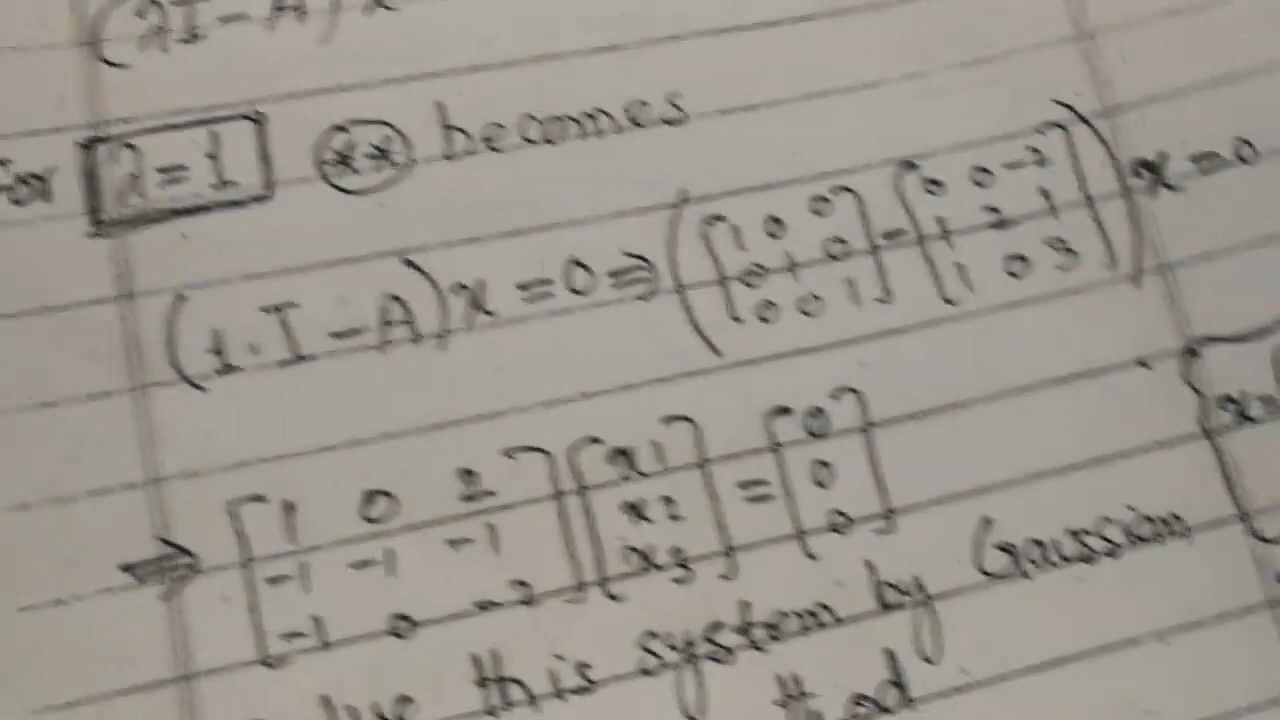 (λI-A)x
For λ=1 ** becomes
(1.I-A)x=0⇒([1 0 0
0 1 0
0 0 1]-[0 0 -2
1 2 1
1 0 3])x=0
⇒[1 0 2
-1 -1 -1
-1 0 -2][x1
x2
x3]=[0
0
0]
this system by Gaussian